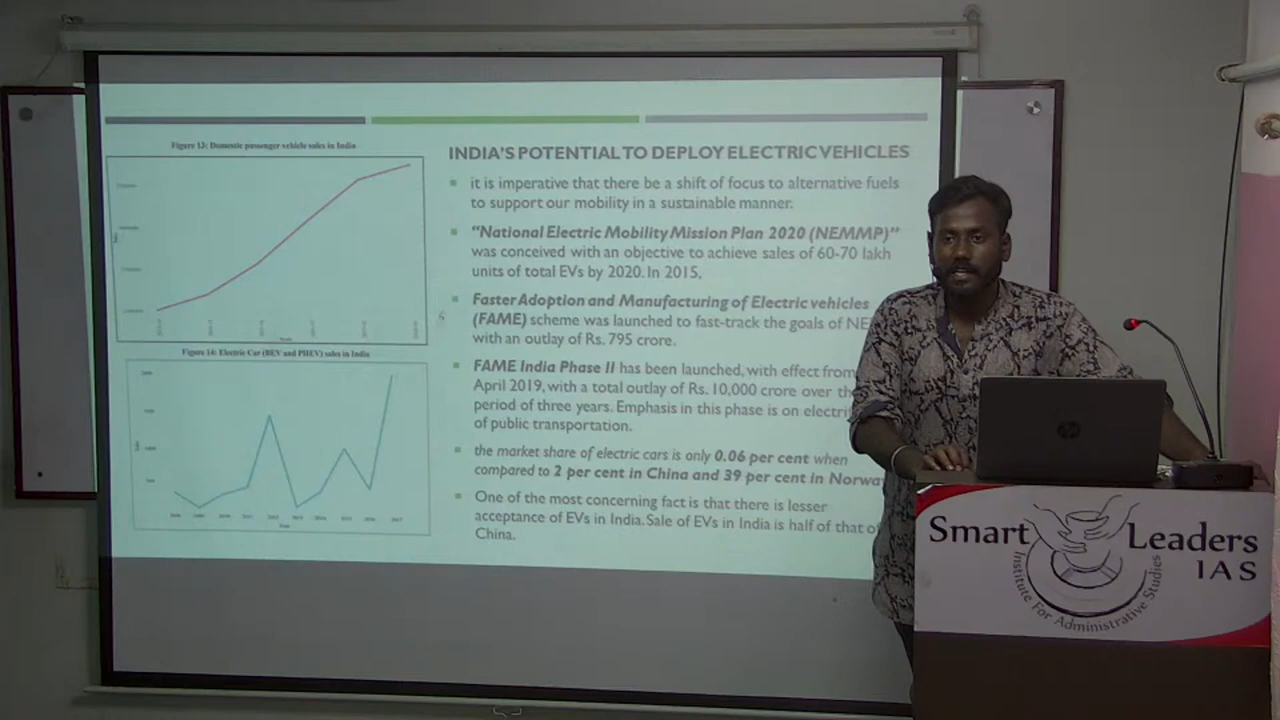 Figure 13: Domestic passenger vehicle sales in India
Figure 14: Electric Car (BEV and PHEV) sales in India
INDIA'S POTENTIAL TO DEPLOY ELECTRIC VEHICLES
it is imperative that there be a shift of focus to alternative fuels
to support our mobility in a sustainable manner.
"National Electric Mobility Mission Plan 2020 (NEMMP)"
was conceived with an objective to achieve sales of 60-70 lakh
units of total EVs by 2020. In 2015,
Faster Adoption and Manufacturing of Electric vehicles
(FAME) scheme was launched to fast-track the goals of NE
with an outlay of Rs. 795 crore.
FAME India Phase II has been launched, with effect from
April 2019, with a total outlay of Rs. 10,000 crore over th
period of three years. Emphasis in this phase is on electri
of public transportation.
the market share of electric cars is only 0.06 per cent when
compared to 2 per cent in China and 39 per cent in Norwa
One of the most concerning fact is that there is lesser
acceptance of EVs in India. Sale of EVs in India is half of that o
China.
Smart Leaders
IAS
Institute For Administrative Studies
hp